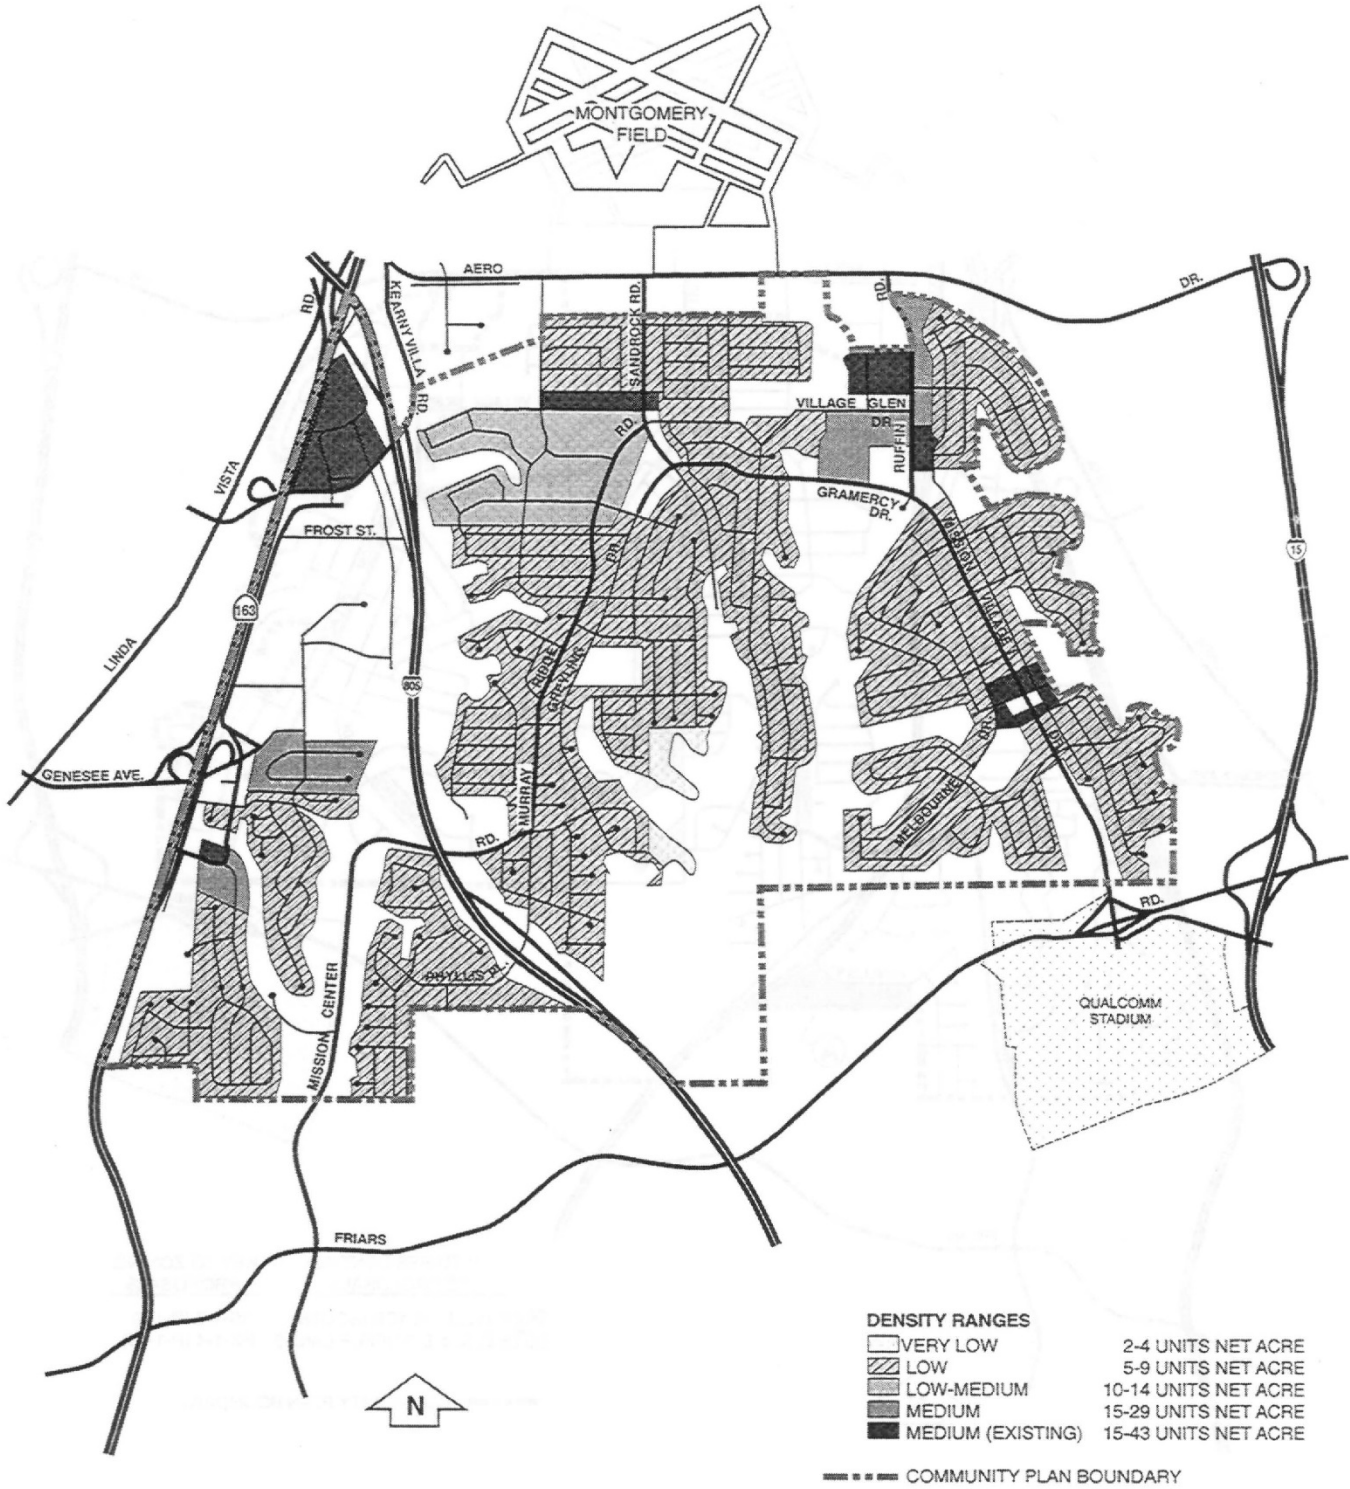 MONTGOMERY
FIELD
AERO
DR.
RD.
KEARNY VILLA
RD
SANDROCK RD.
RD.
VISTA
LINDA
VILLAGE GLEN
DR.
RUFFIN
RD.
GRAMERCY
DR.
FROST ST.
163
805
15
MISSION
VILLAGE
DR.
DR.
RIDGE
GREYLING
MURRAY
RD.
GENESEE AVE.
MELBOURNE
DR.
PHYLLIS PL.
MISSION
CENTER
RD.
QUALCOMM
STADIUM
FRIARS
N
DENSITY RANGES
VERY LOW 2-4 UNITS NET ACRE
LOW 5-9 UNITS NET ACRE
LOW-MEDIUM 10-14 UNITS NET ACRE
MEDIUM 15-29 UNITS NET ACRE
MEDIUM (EXISTING) 15-43 UNITS NET ACRE
COMMUNITY PLAN BOUNDARY